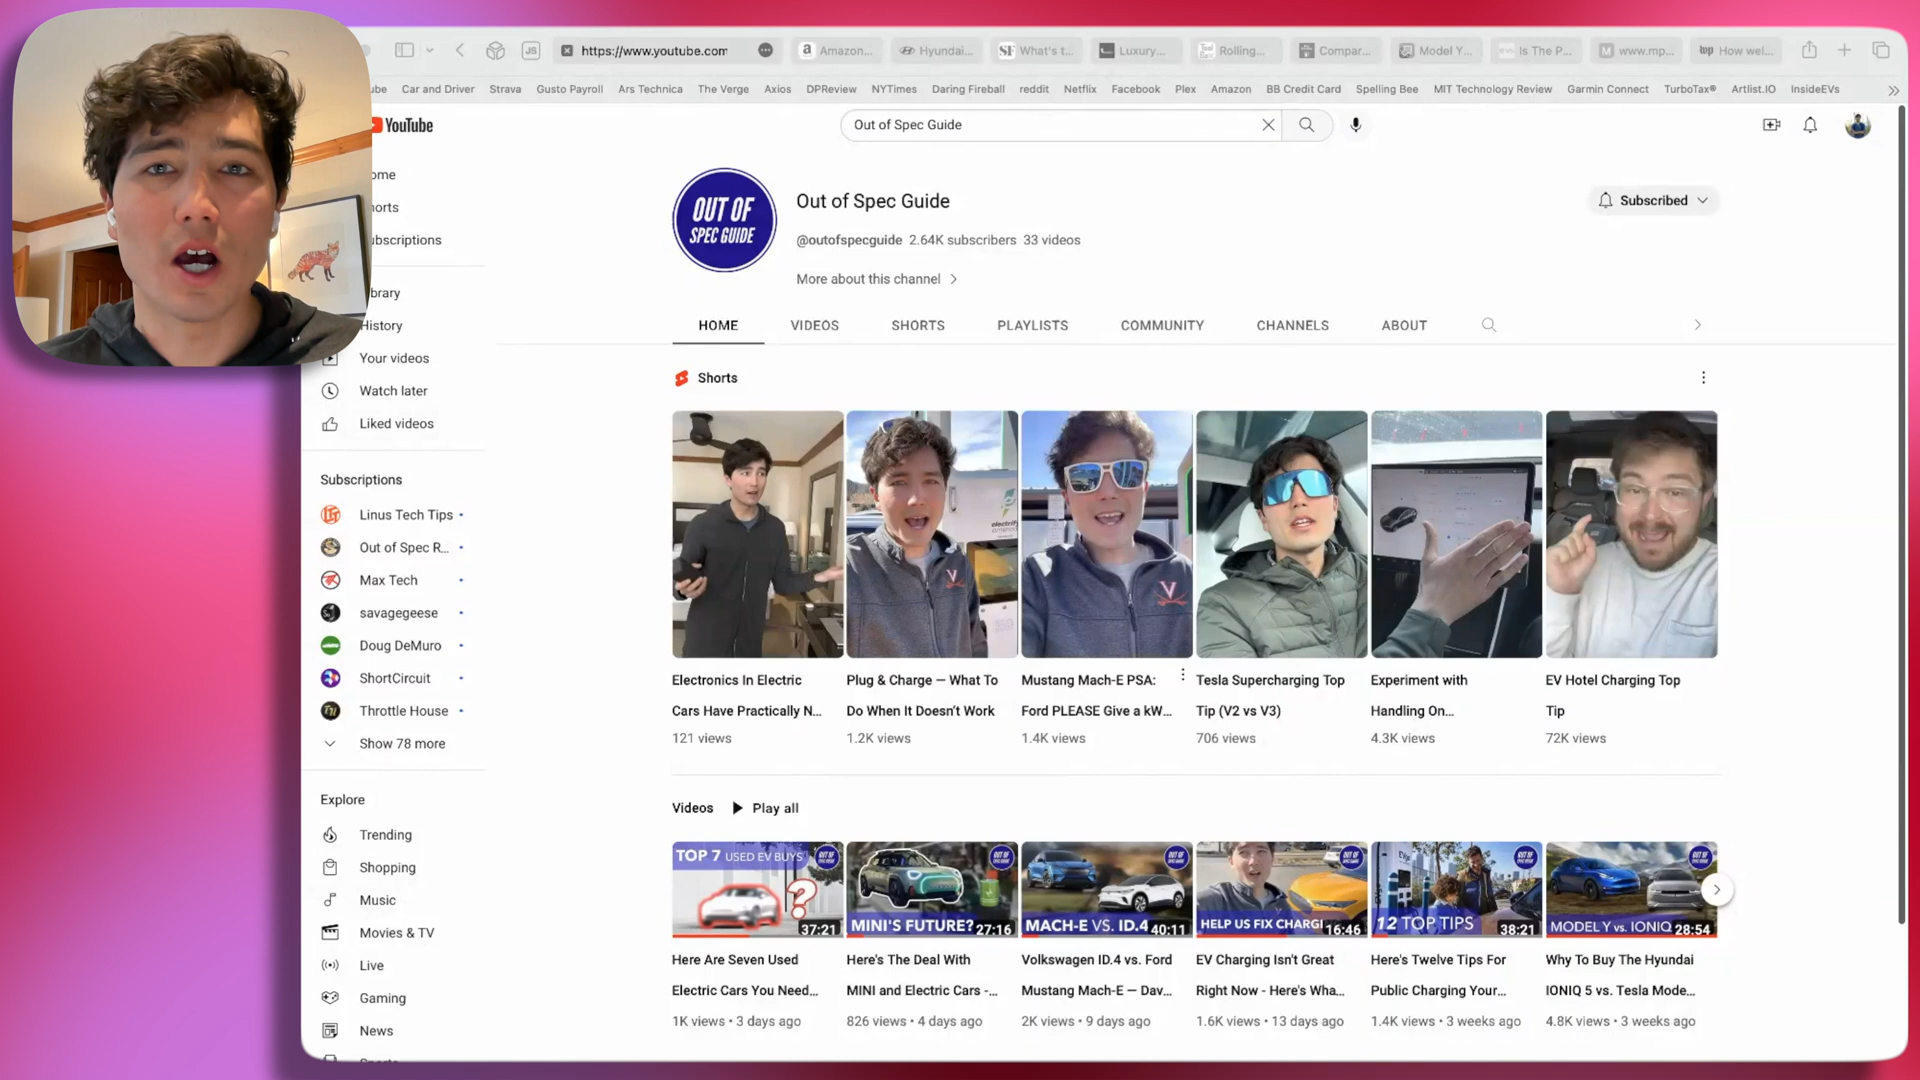 https://www.youtube.com
JS
a Amazon...
Hyundai...
SF What's t...
Luxury...
Rolling...
Compar...
Model Y...
Is The P...
M www.mp...
wp How wel...
ube
Car and Driver
Strava
Gusto Payroll
Ars Technica
The Verge
Axios
DPReview
NYTimes
Daring Fireball
reddit
Netflix
Facebook
Plex
Amazon
BB Credit Card
Spelling Bee
MIT Technology Review
Garmin Connect
TurboTax®
Artlist.IO
InsideEVs
YouTube
Out of Spec Guide
ome
orts
ubscriptions
brary
History
Your videos
Watch later
Liked videos
Subscriptions
Linus Tech Tips
Out of Spec R...
Max Tech
savagegeese
Doug DeMuro
ShortCircuit
Throttle House
Show 78 more
Explore
Trending
Shopping
Music
Movies & TV
Live
Gaming
News
OUT OF
SPEC GUIDE
Out of Spec Guide
@outofspecguide 2.64K subscribers 33 videos
More about this channel
Subscribed
HOME
VIDEOS
SHORTS
PLAYLISTS
COMMUNITY
CHANNELS
ABOUT
Shorts
Electronics In Electric
Cars Have Practically N...
121 views
Plug & Charge — What To
Do When It Doesn't Work
1.2K views
Mustang Mach-E PSA:
Ford PLEASE Give a kW...
1.4K views
Tesla Supercharging Top
Tip (V2 vs V3)
706 views
Experiment with
Handling On...
4.3K views
EV Hotel Charging Top
Tip
72K views
Videos
Play all
TOP 7 USED EV BUYS
?
37:21
Here Are Seven Used
Electric Cars You Need...
1K views • 3 days ago
MINI'S FUTURE?
27:16
Here's The Deal With
MINI and Electric Cars -...
826 views • 4 days ago
MACH-E VS. ID.4
40:11
Volkswagen ID.4 vs. Ford
Mustang Mach-E — Dav...
2K views • 9 days ago
HELP US FIX CHARGI
16:46
EV Charging Isn't Great
Right Now - Here's Wha...
1.6K views • 13 days ago
12 TOP TIPS
38:21
Here's Twelve Tips For
Public Charging Your...
1.4K views • 3 weeks ago
MODEL Y vs. IONIQ
28:54
Why To Buy The Hyundai
IONIQ 5 vs. Tesla Mode...
4.8K views • 3 weeks ago